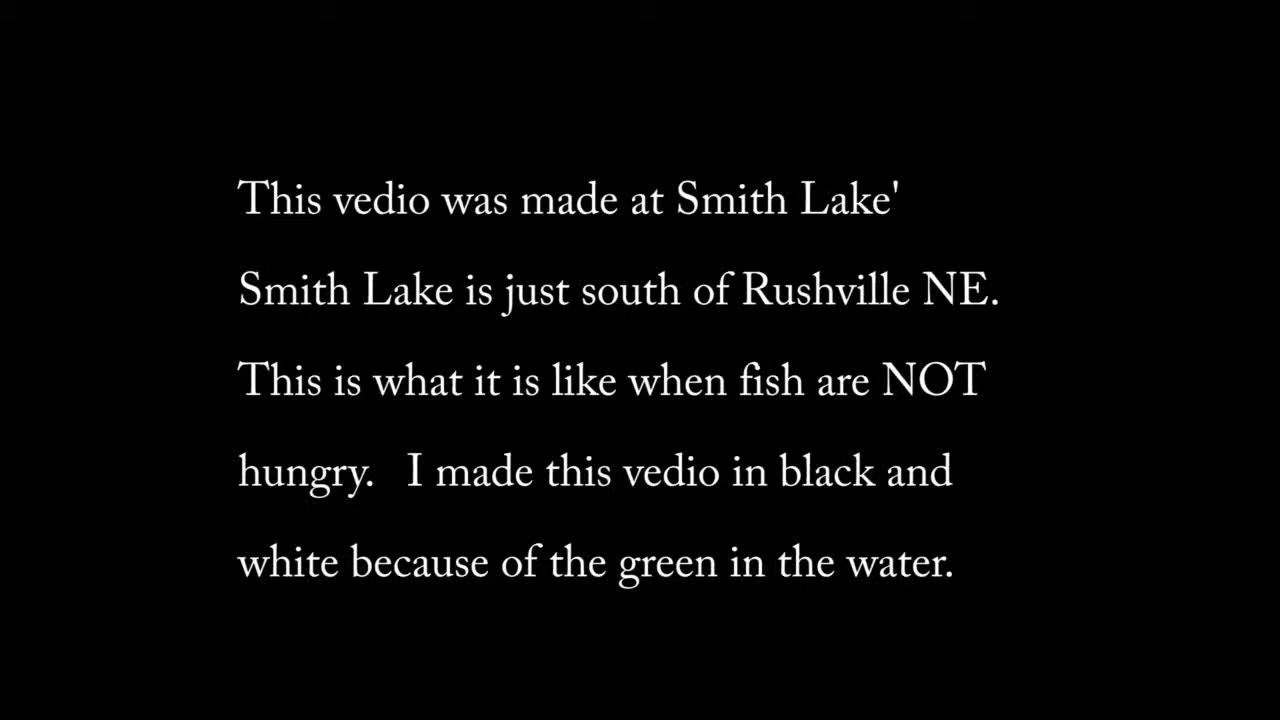 This vedio was made at Smith Lake'
Smith Lake is just south of Rushville NE.
This is what it is like when fish are NOT
hungry.   I made this vedio in black and
white because of the green in the water.